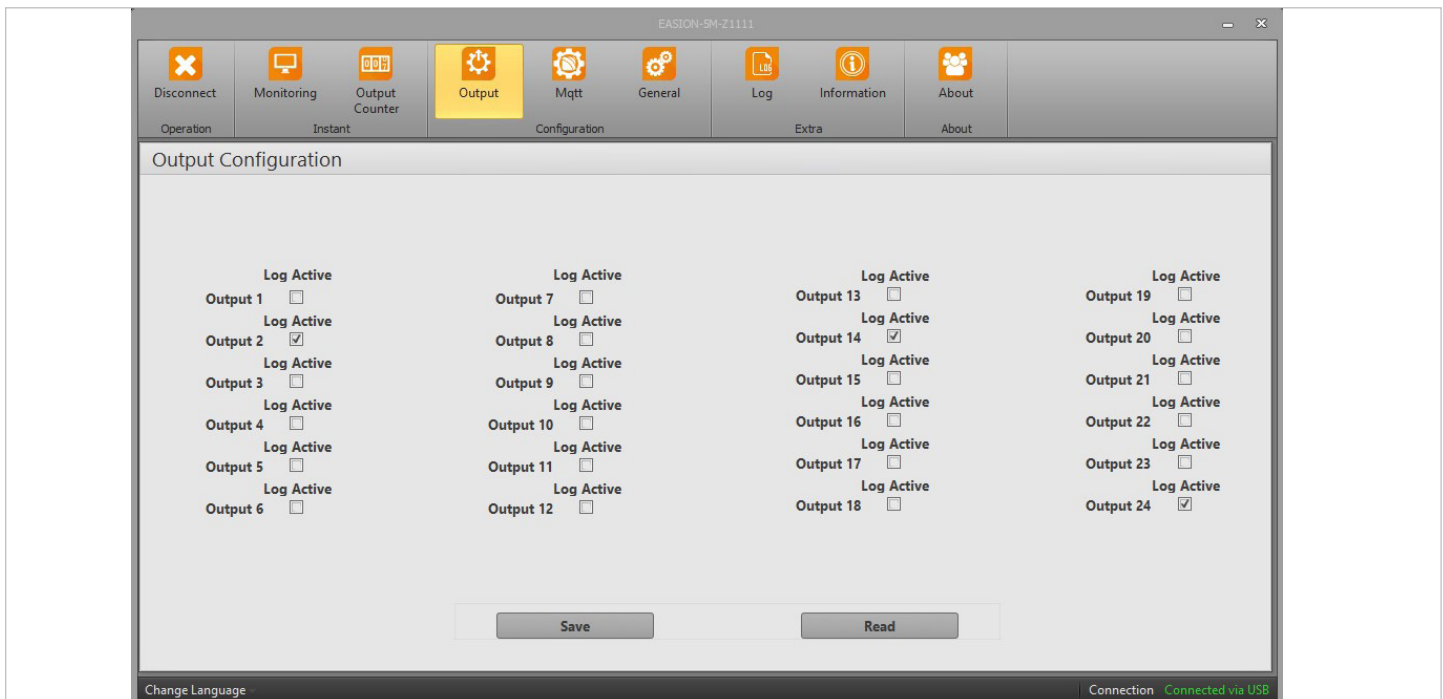 EASION-SM-Z1111
Disconnect
Monitoring
Output Counter
Output
Mqtt
General
Log
Information
About
Operation
Instant
Configuration
Extra
About
Output Configuration
Log Active
Output 1
Log Active
Output 2
Log Active
Output 3
Log Active
Output 4
Log Active
Output 5
Log Active
Output 6
Log Active
Output 7
Log Active
Output 8
Log Active
Output 9
Log Active
Output 10
Log Active
Output 11
Log Active
Output 12
Log Active
Output 13
Log Active
Output 14
Log Active
Output 15
Log Active
Output 16
Log Active
Output 17
Log Active
Output 18
Log Active
Output 19
Log Active
Output 20
Log Active
Output 21
Log Active
Output 22
Log Active
Output 23
Log Active
Output 24
Save
Read
Change Language
Connection Connected via USB